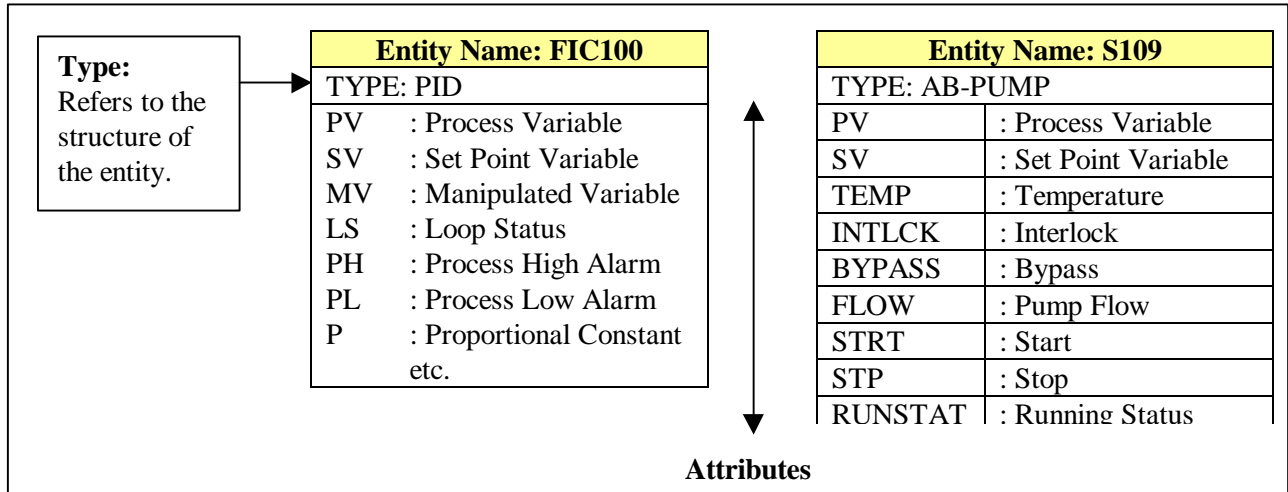 Type:
Refers to the
structure of
the entity.
Entity Name: FIC100
TYPE: PID
PV : Process Variable
SV : Set Point Variable
MV : Manipulated Variable
LS : Loop Status
PH : Process High Alarm
PL : Process Low Alarm
P : Proportional Constant
etc.
Entity Name: S109
TYPE: AB-PUMP
PV : Process Variable
SV : Set Point Variable
TEMP : Temperature
INTLCK : Interlock
BYPASS : Bypass
FLOW : Pump Flow
STRT : Start
STP : Stop
RUNSTAT : Running Status
Attributes